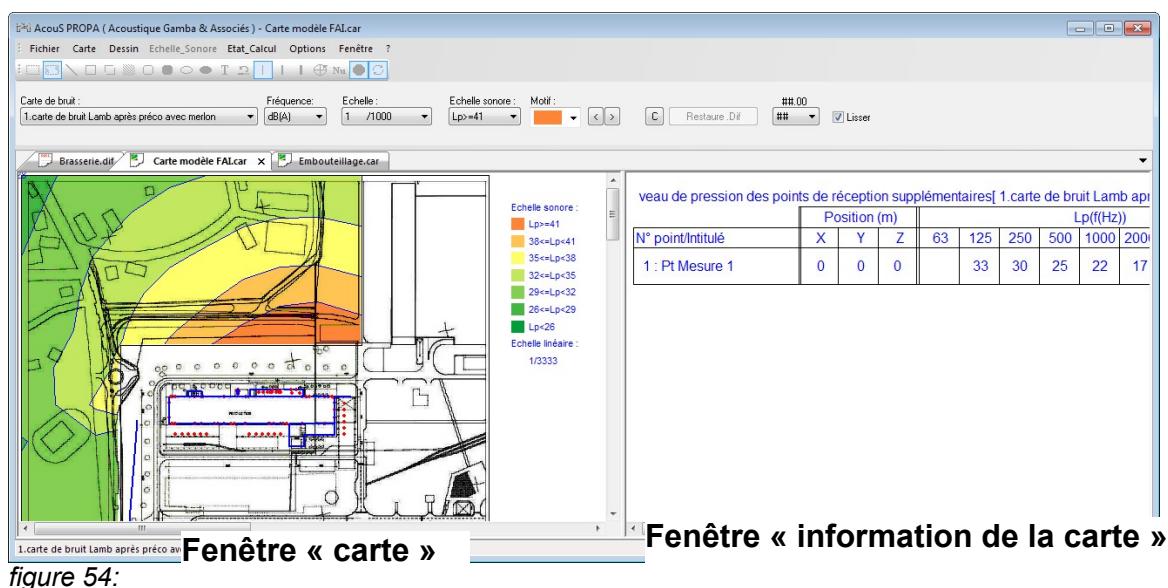 AcouS PROPA ( Acoustique Gamba & Associés ) - Carte modèle FAI.car
Fichier Carte Dessin Echelle_Sonore Etat_Calcul Options Fenêtre ?
T Nu
Carte de bruit : Fréquence: Echelle : Echelle sonore : Motif : ##.00
1.carte de bruit Lamb après préco avec merlon dB(A) 1 /1000 Lp>=41 < > C Restaure .Dif ## Lisser
Brasserie.dif Carte modèle FAI.car x Embouteillage.car
Echelle sonore :
Lp>=41
38<=Lp<41
35<=Lp<38
32<=Lp<35
29<=Lp<32
26<=Lp<29
Lp<26
Echelle linéaire :
1/3333
PRODUCTION
veau de pression des points de réception supplémentaires[ 1.carte de bruit Lamb apr
Position (m) Lp(f(Hz))
N° point/Intitulé X Y Z 63 125 250 500 1000 200
1 : Pt Mesure 1 0 0 0 33 30 25 22 17
1.carte de bruit Lamb après préco av
Fenêtre « carte »
Fenêtre « information de la carte »
figure 54: